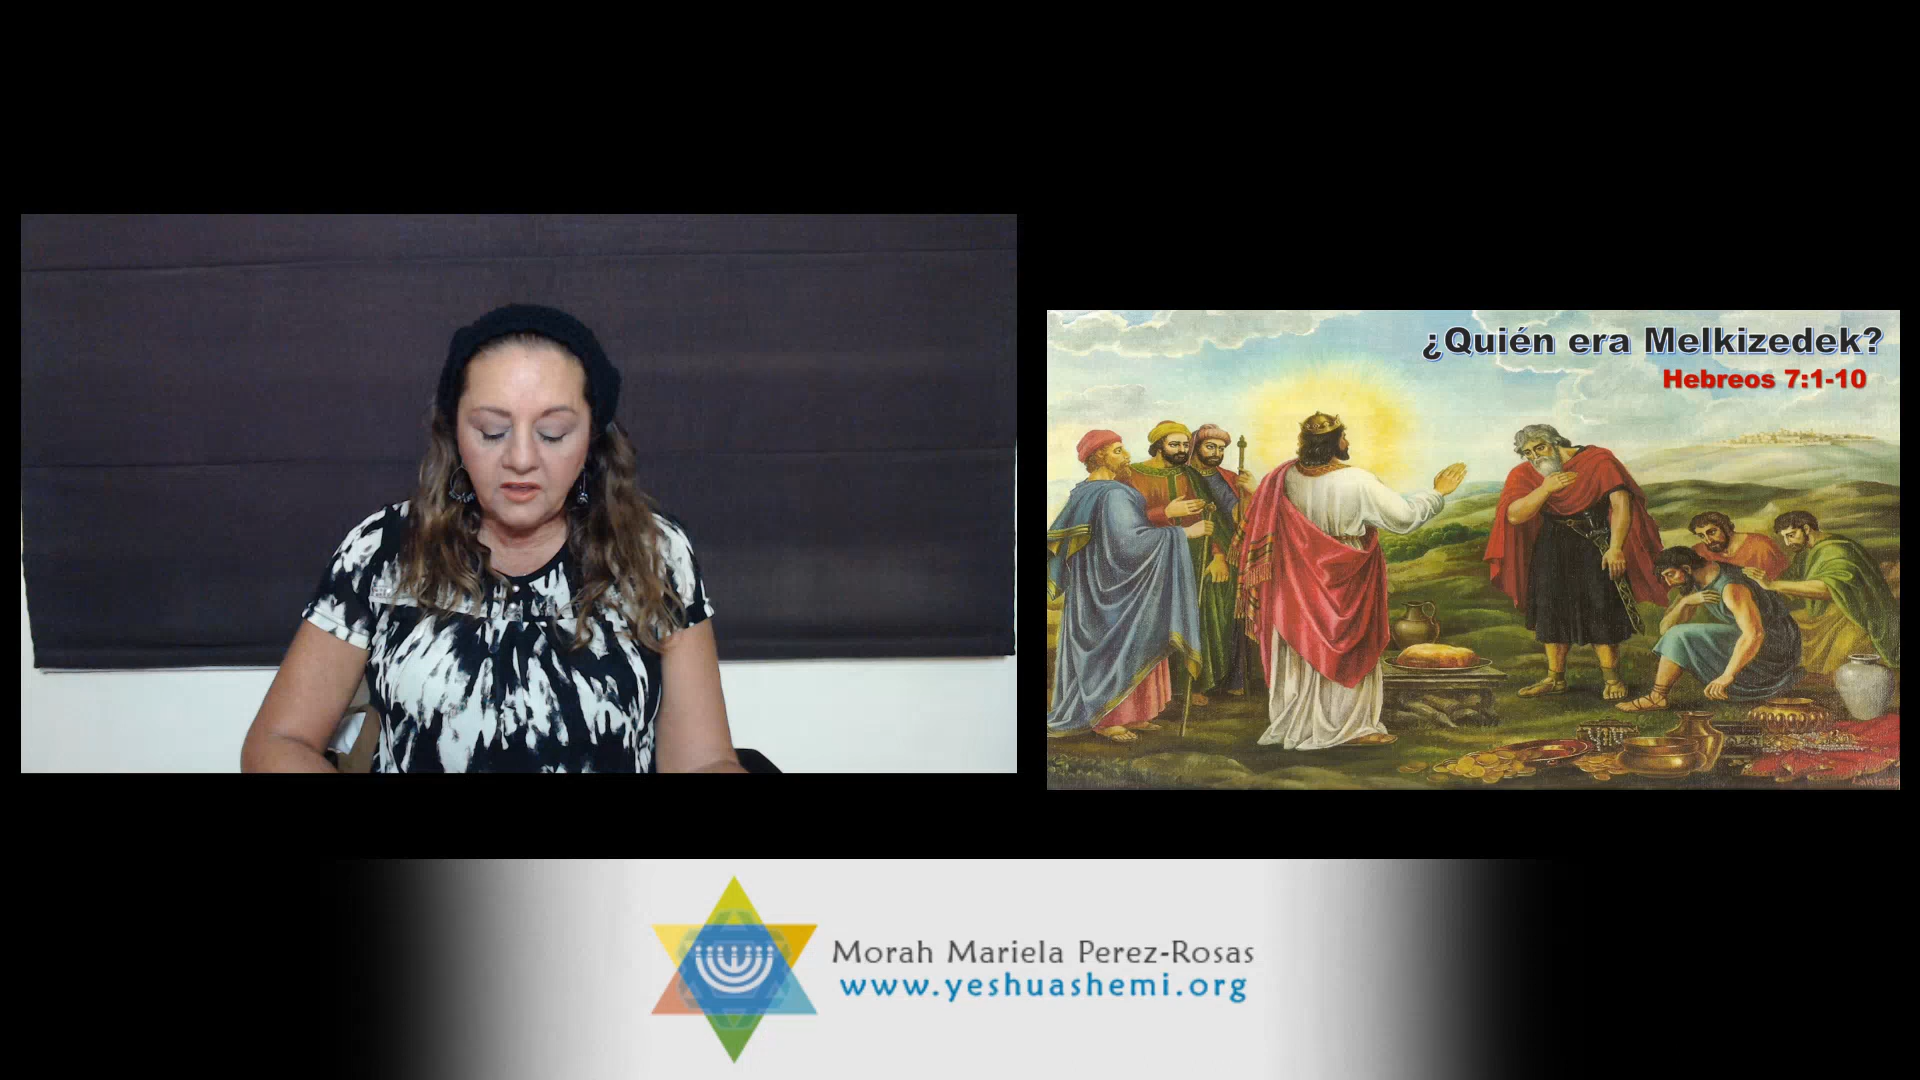 ¿Quién era Melkizedek?
Hebreos 7:1-10
Morah Mariela Perez-Rosas
www.yeshuashemi.org